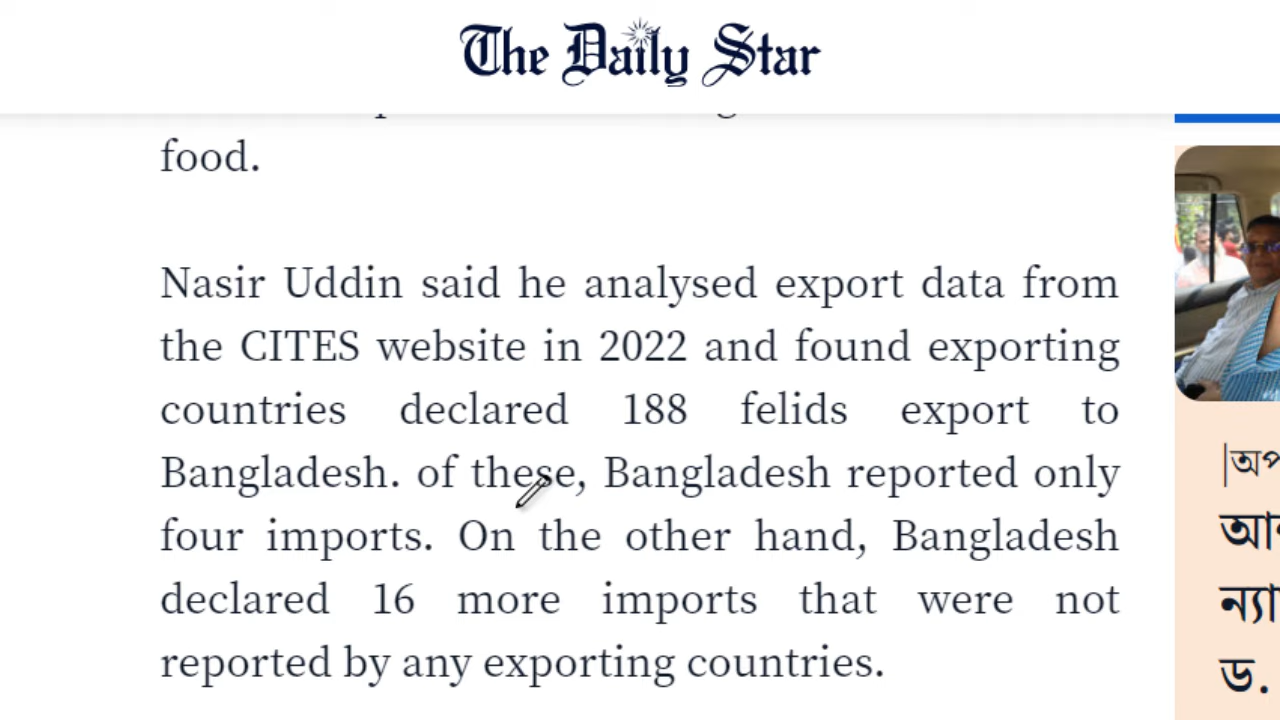 The Daily Star
food.
Nasir Uddin said he analysed export data from
the CITES website in 2022 and found exporting
countries declared 188 felids export to
Bangladesh. of these, Bangladesh reported only
four imports. On the other hand, Bangladesh
declared 16 more imports that were not
reported by any exporting countries.
ড.